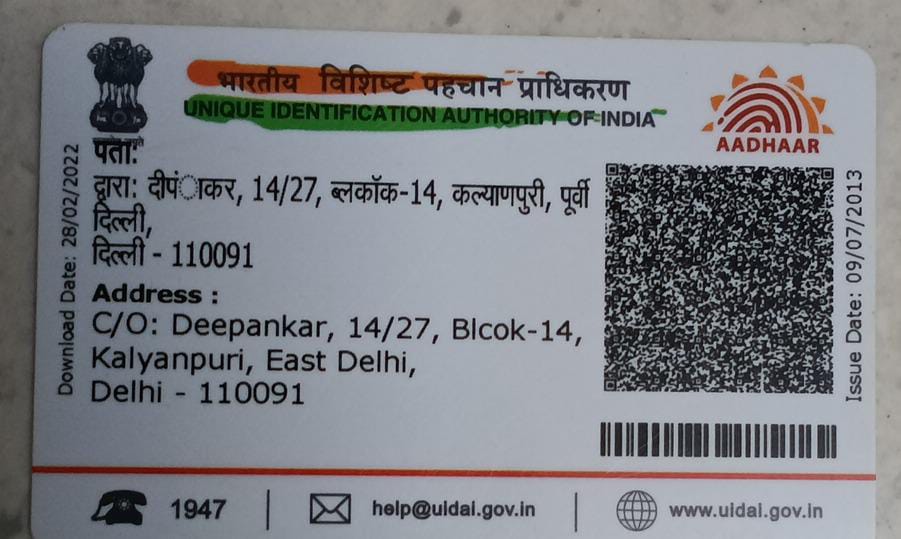 भारतीय विशिष्ट पहचान प्राधिकरण
UNIQUE IDENTIFICATION AUTHORITY OF INDIA
AADHAAR
पता:
द्वारा: दीपंाकर, 14/27, ब्लकॉक-14, कल्याणपुरी, पूर्वी
दिल्ली,
दिल्ली - 110091
Address :
C/O: Deepankar, 14/27, Blcok-14,
Kalyanpuri, East Delhi,
Delhi - 110091
Download Date: 28/02/2022
Issue Date: 09/07/2013
1947
help@uidai.gov.in
www.uidai.gov.in